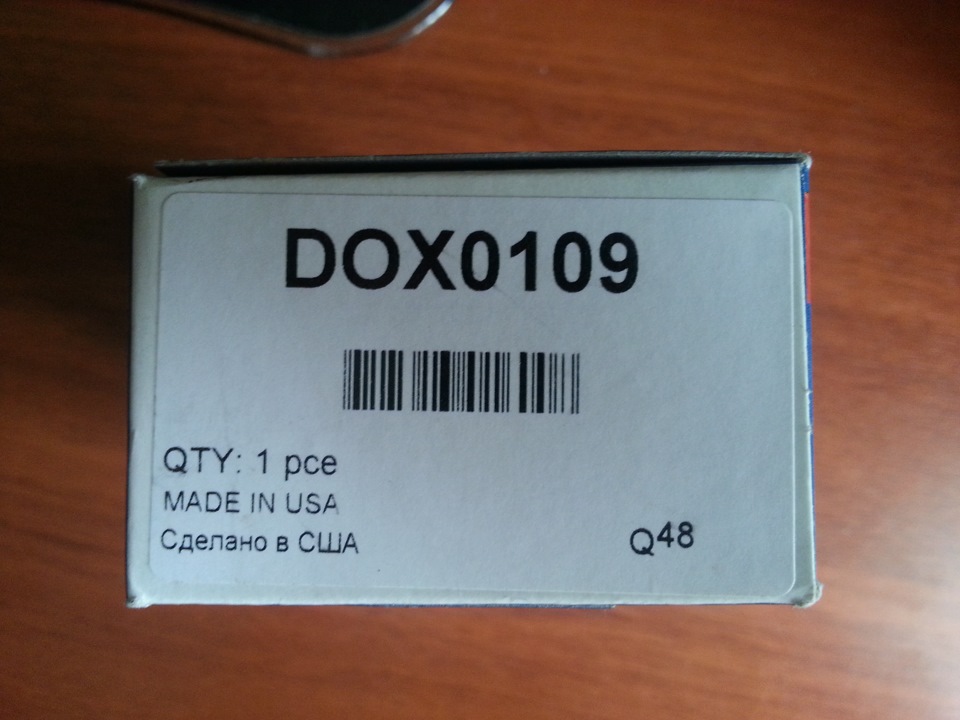 DOX0109
QTY: 1 pce
MADE IN USA
Сделано в США
Q48